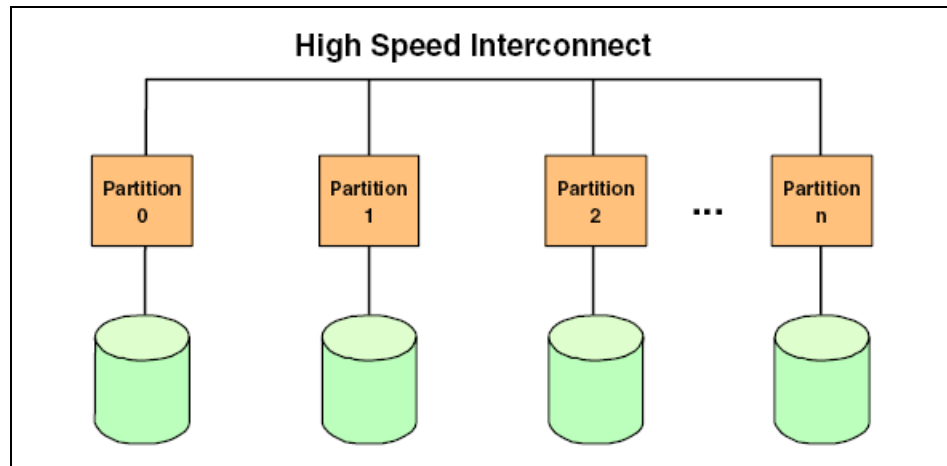 High Speed Interconnect
Partition
0
Partition
1
Partition
2
...
Partition
n